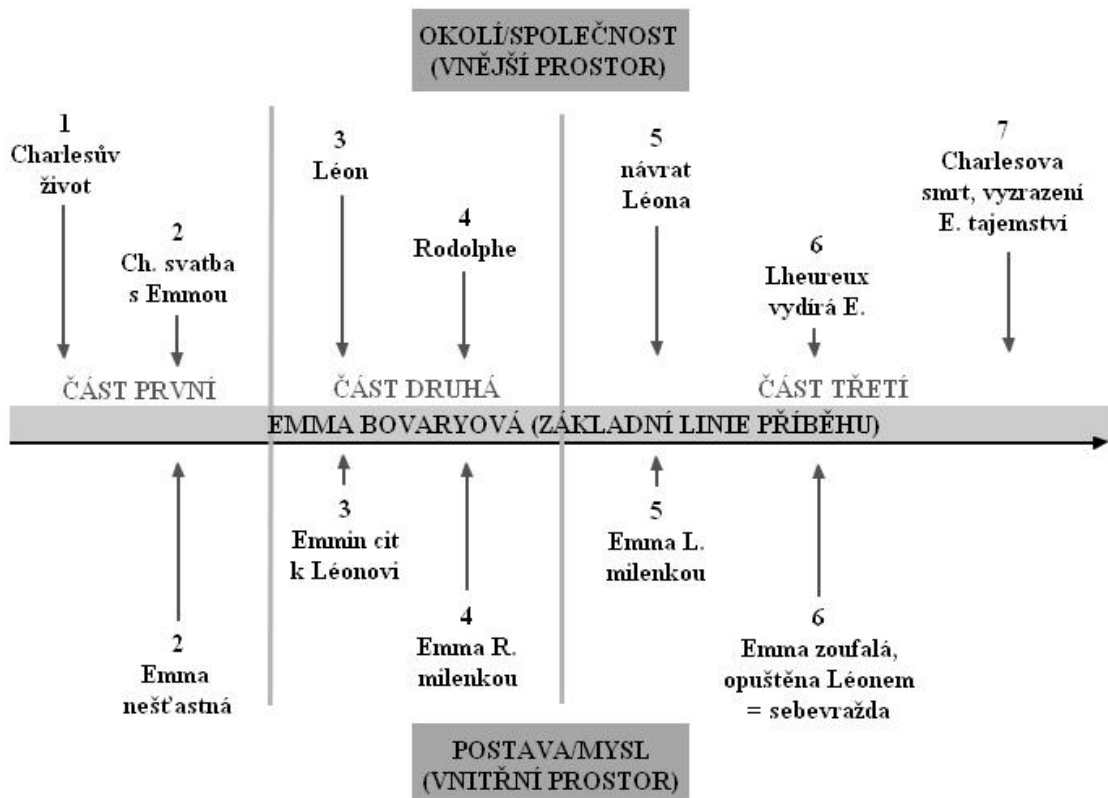 OKOLÍ/SPOLEČNOST
(VNĚJŠÍ PROSTOR)
1
Charlesův
život
2
Ch. svatba
s Emmou
3
Léon
4
Rodolphe
5
návrat
Léona
6
Lheureux
vydírá E.
7
Charlesova
smrt, vyzrazení
E. tajemství
ČÁST PRVNÍ
ČÁST DRUHÁ
ČÁST TŘETÍ
EMMA BOVARYOVÁ (ZÁKLADNÍ LINIE PŘÍBĚHU)
2
Emma
nešťastná
3
Emmin cit
k Léonovi
4
Emma R.
milenkou
5
Emma L.
milenkou
6
Emma zoufalá,
opuštěna Léonem
= sebevražda
POSTAVA/MYSL
(VNITŘNÍ PROSTOR)